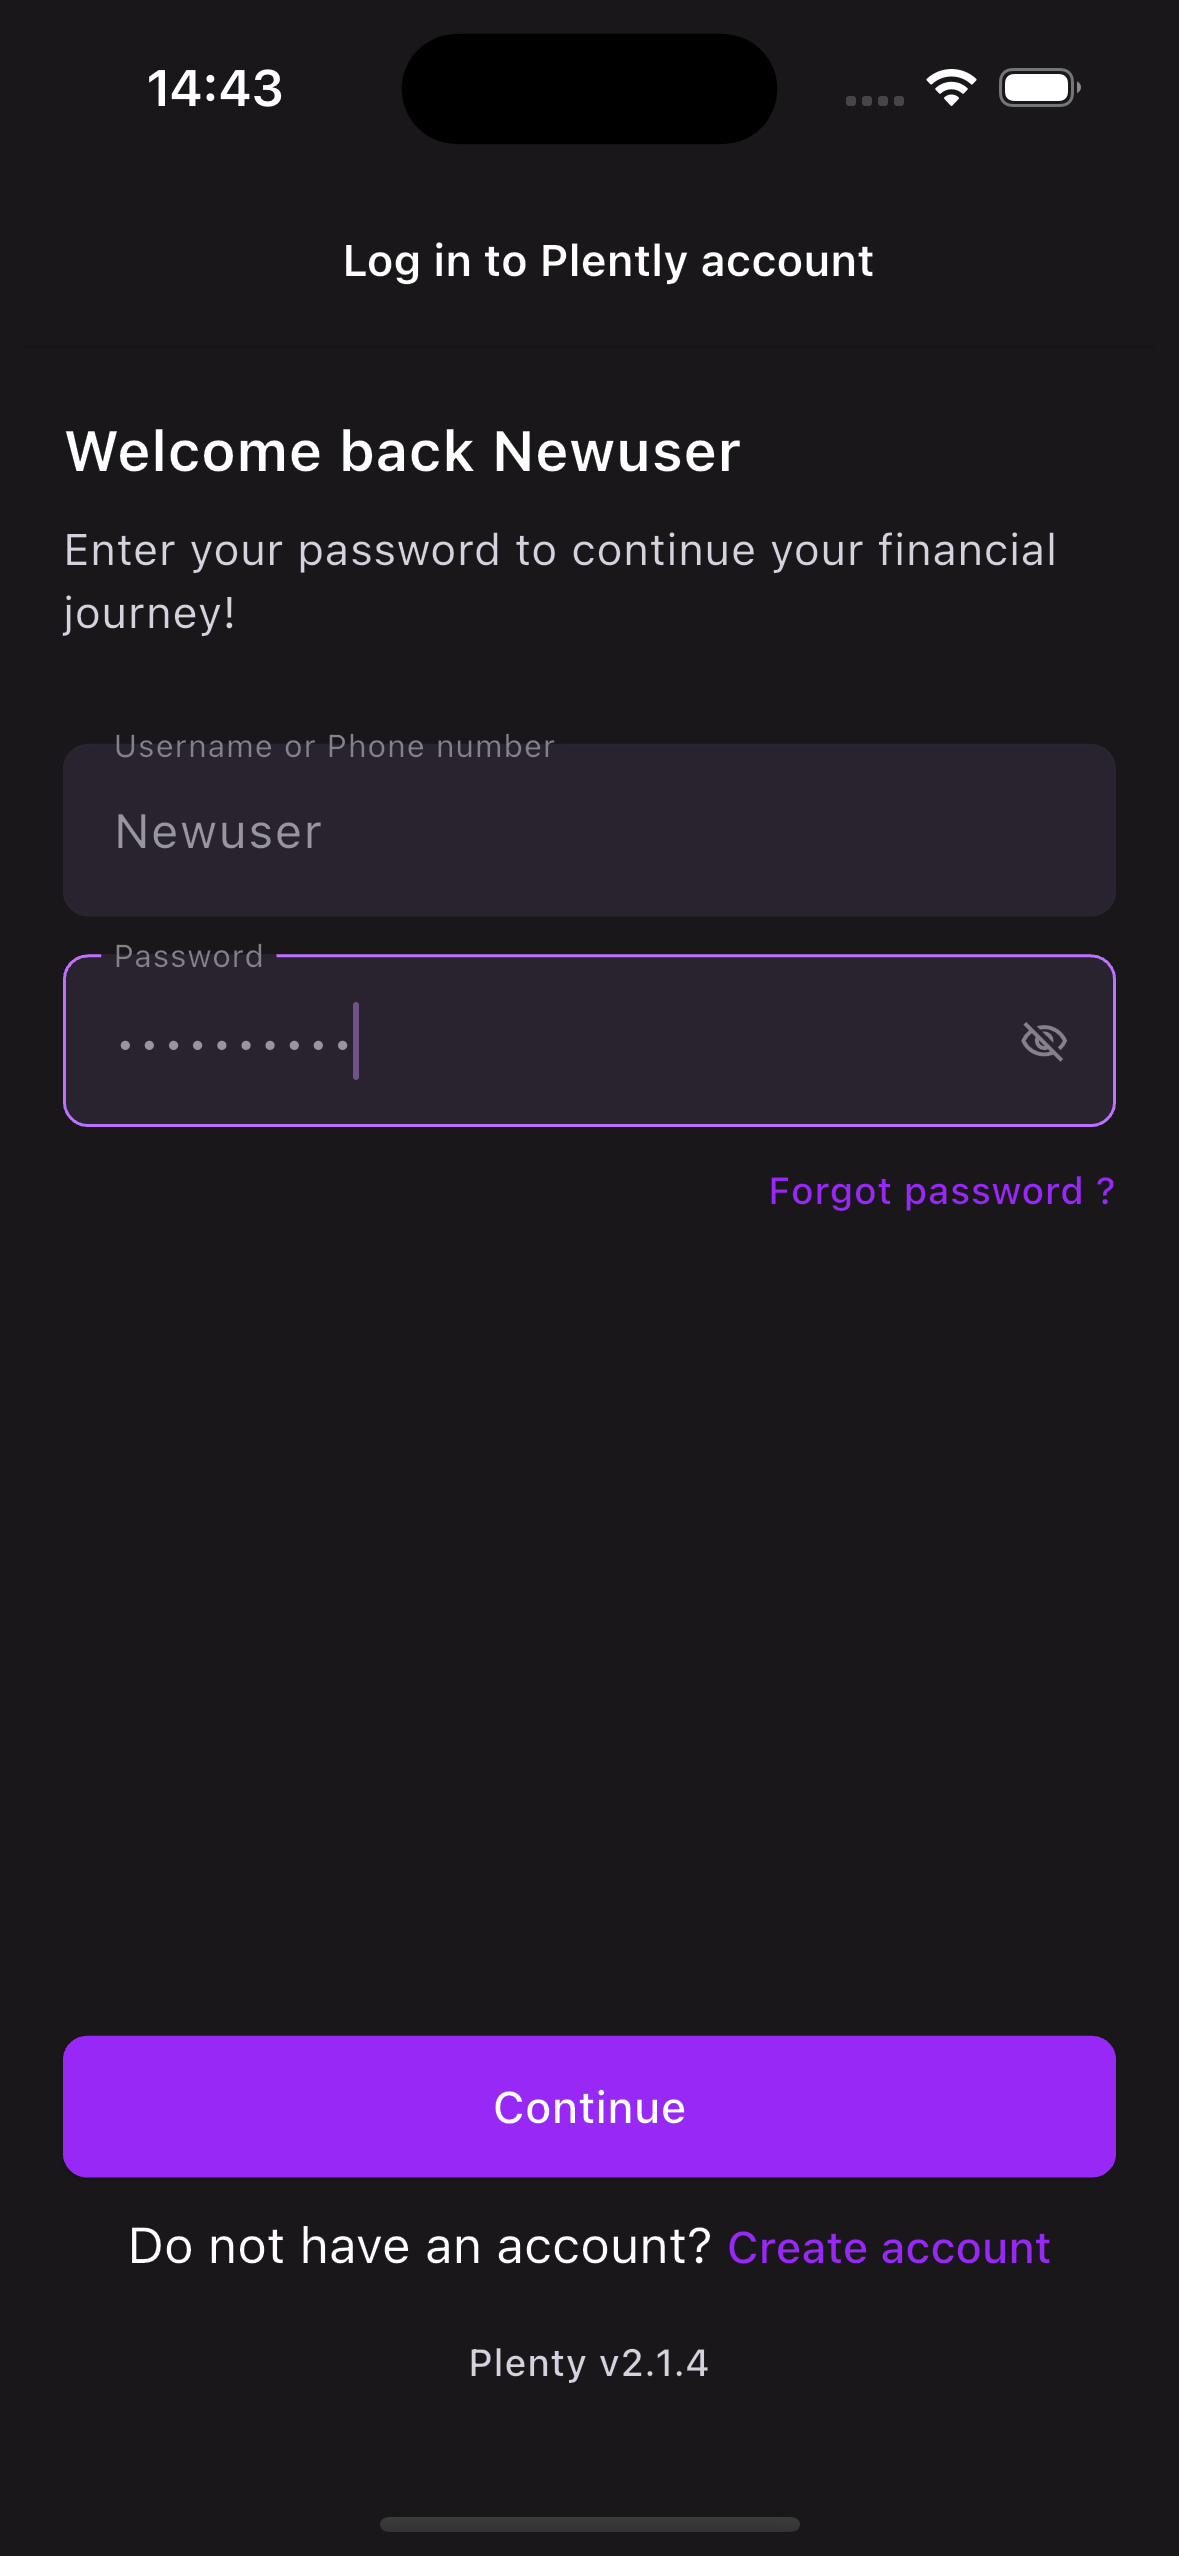 14:43
Log in to Plently account
Welcome back Newuser
Enter your password to continue your financial
journey!
Username or Phone number
Newuser
Password
••••••••••
Forgot password ?
Continue
Do not have an account? Create account
Plenty v2.1.4